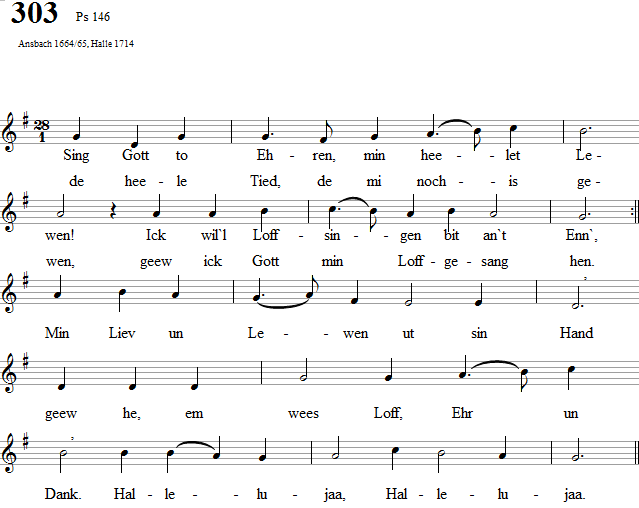 303 Ps 146
Ansbach 1664/65, Halle 1714
28
1
Sing Gott to Eh - ren, min hee - - let Le -
de hee - le Tied, de mi noch - - is ge -
wen! Ick wil`l Loff - sin - - gen bit an`t Enn`,
wen, geew ick Gott min Loff - ge - sang hen.
Min Liev un Le - - wen ut sin Hand
geew he, em wees Loff, Ehr un
Dank. Hal - le - - lu - jaa, Hal - le - lu - jaa.